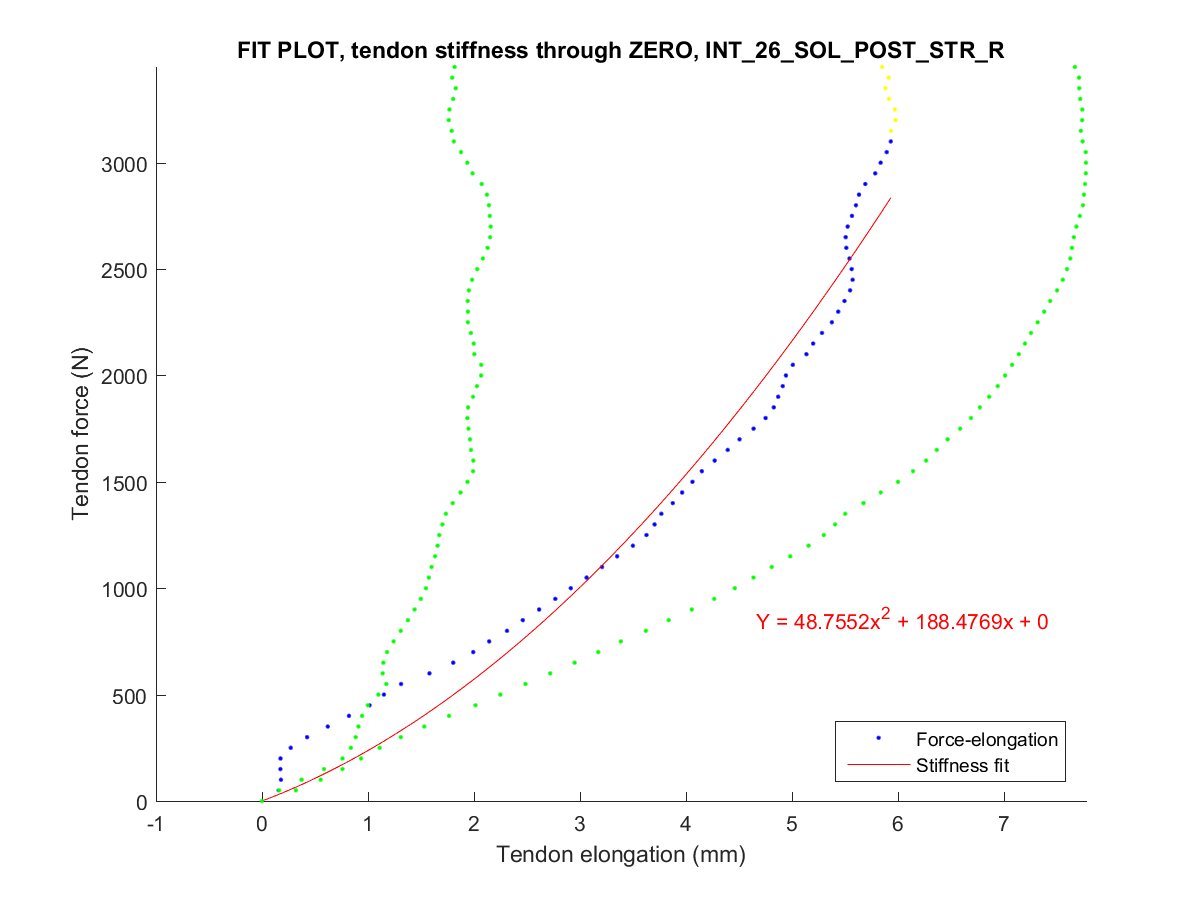 FIT PLOT, tendon stiffness through ZERO, INT_26_SOL_POST_STR_R
Tendon force (N)
3000
2500
2000
1500
1000
500
0
Y = 48.7552x² + 188.4769x + 0
Force-elongation
Stiffness fit
-1 0 1 2 3 4 5 6 7
Tendon elongation (mm)